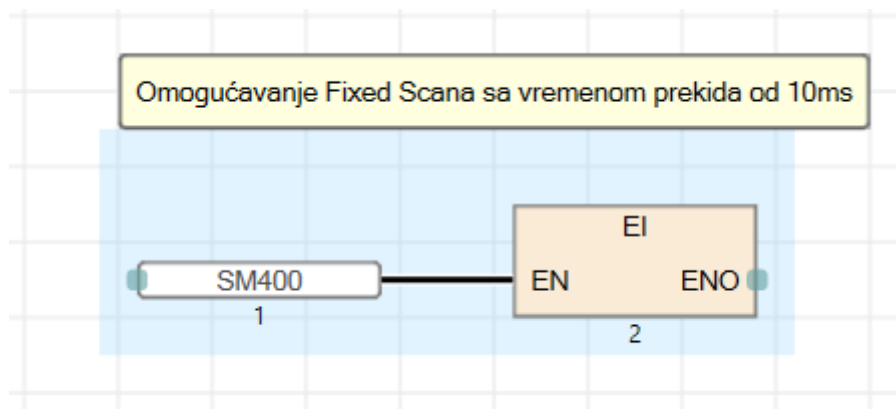 Omogućavanje Fixed Scana sa vremenom prekida od 10ms
EI
SM400
EN
ENO
1
2